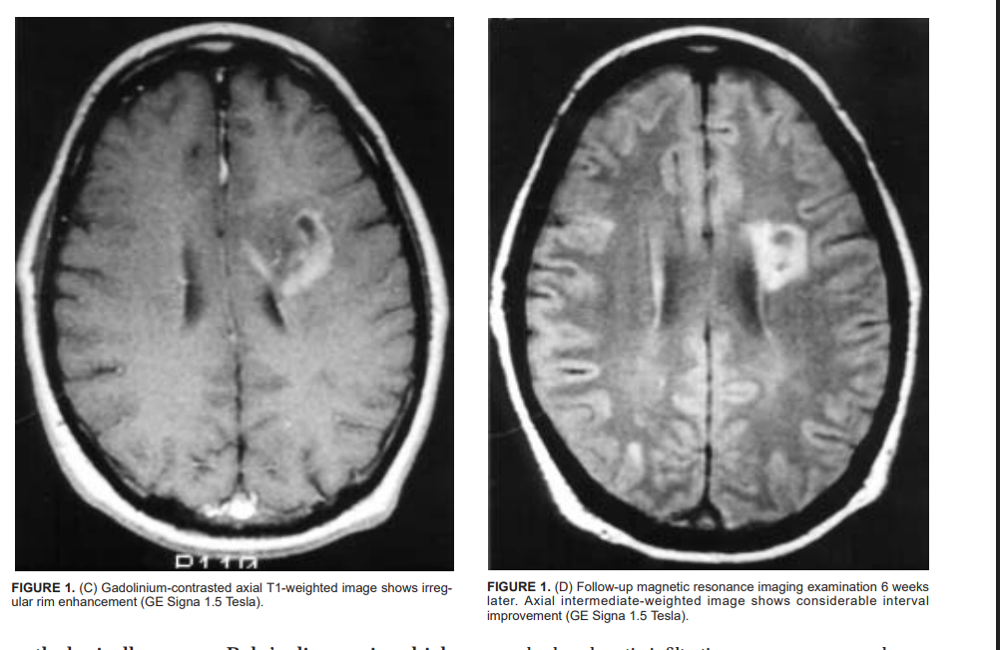 FIGURE 1. (C) Gadolinium-contrasted axial T1-weighted image shows irreg-
ular rim enhancement (GE Signa 1.5 Tesla).
FIGURE 1. (D) Follow-up magnetic resonance imaging examination 6 weeks
later. Axial intermediate-weighted image shows considerable interval
improvement (GE Signa 1.5 Tesla).